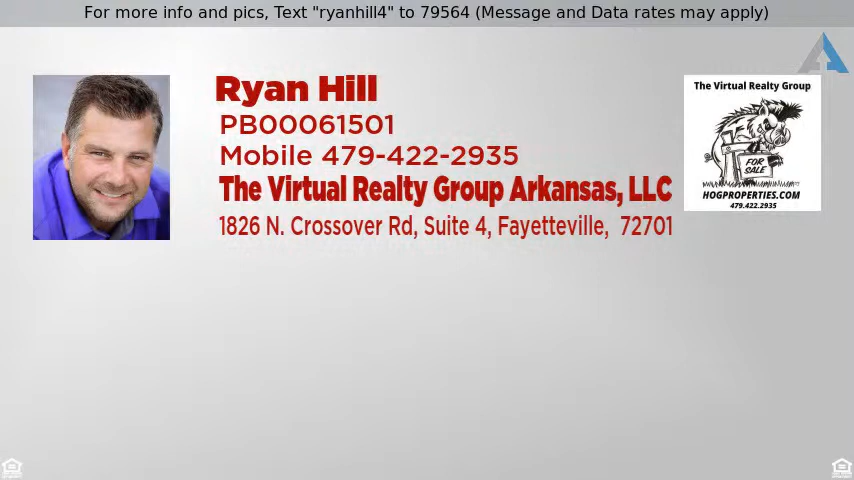 For more info and pics, Text "ryanhill4" to 79564 (Message and Data rates may apply)
Ryan Hill
PB00061501
Mobile 479-422-2935
The Virtual Realty Group Arkansas, LLC
1826 N. Crossover Rd, Suite 4, Fayetteville, 72701
The Virtual Realty Group
FOR
SALE
HOGPROPERTIES.COM
479.422.2935